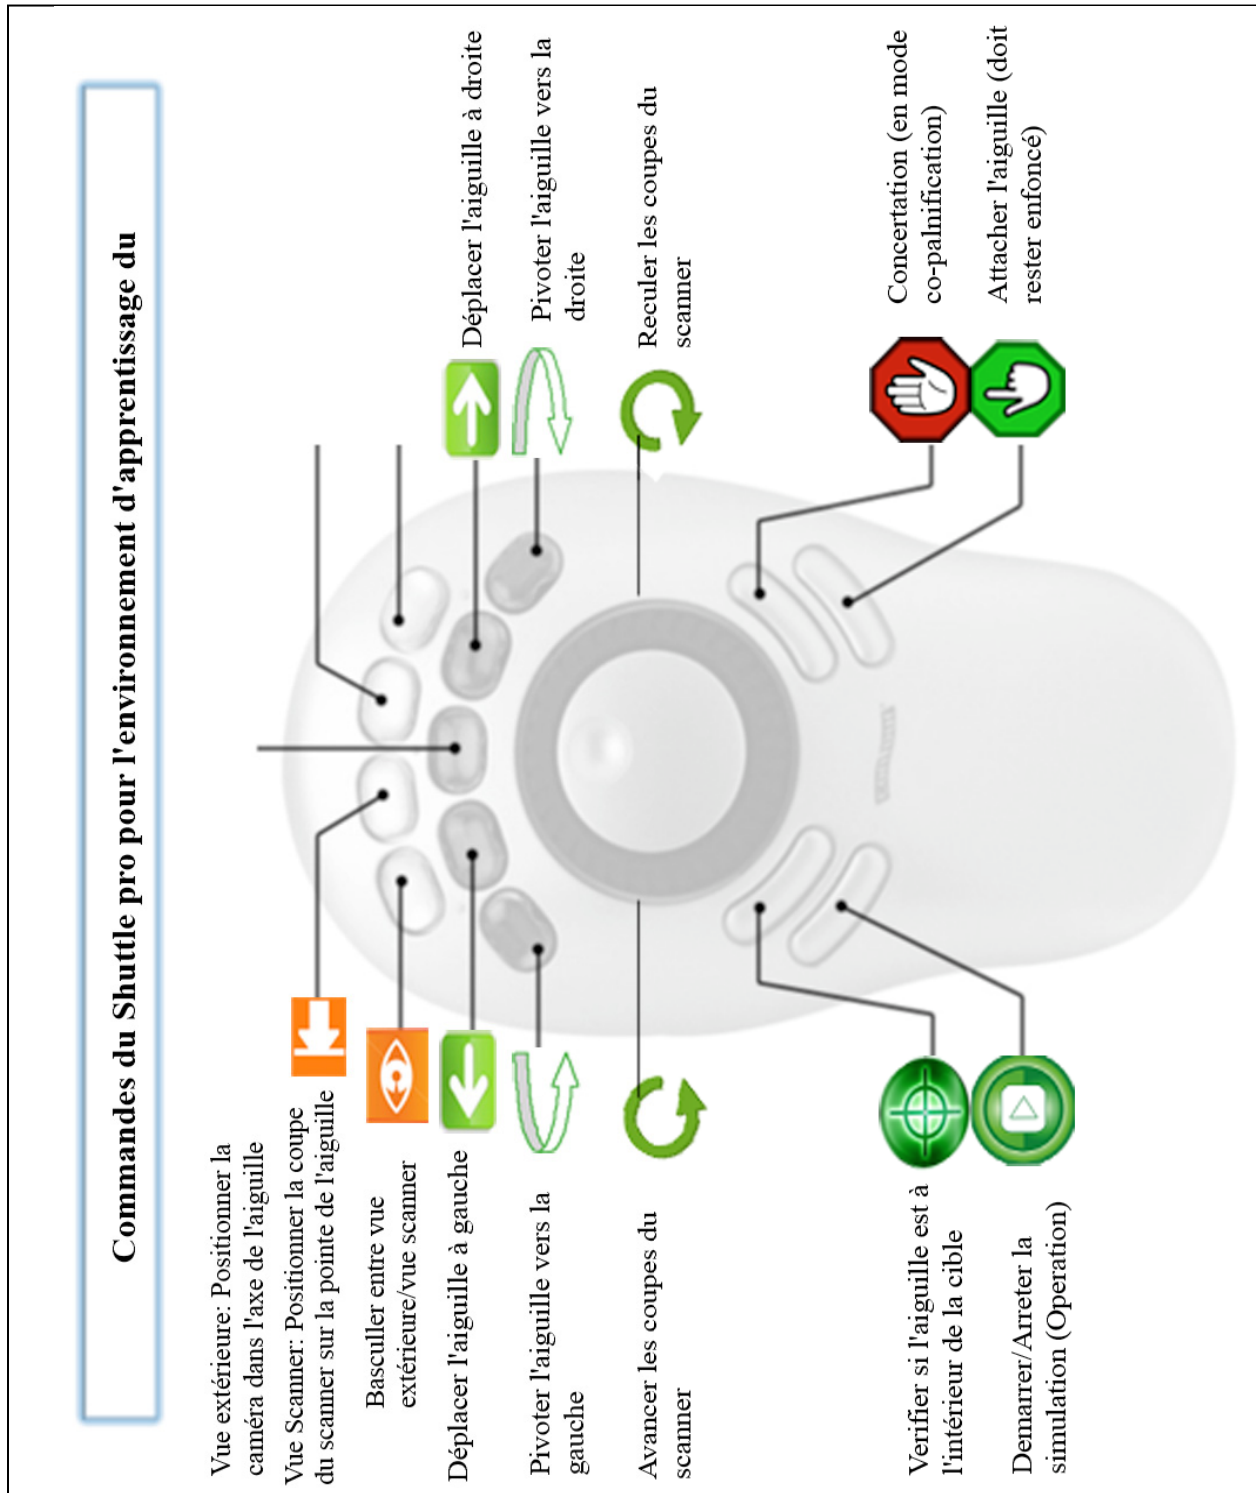 Commandes du Shuttle pro pour l'environnement d'apprentissage du
Vue extérieure: Positionner la
caméra dans l'axe de l'aiguille
Vue Scanner: Positionner la coupe
du scanner sur la pointe de l'aiguille
Basculler entre vue
extérieure/vue scanner
Déplacer l'aiguille à gauche
Pivoter l'aiguille vers la
gauche
Avancer les coupes du
scanner
Verifier si l'aiguille est à
l'intérieur de la cible
Demarrer/Arreter la
simulation (Operation)
Déplacer l'aiguille à droite
Pivoter l'aiguille vers la
droite
Reculer les coupes du
scanner
Concertation (en mode
co-palnification)
Attacher l'aiguille (doit
rester enfoncé)